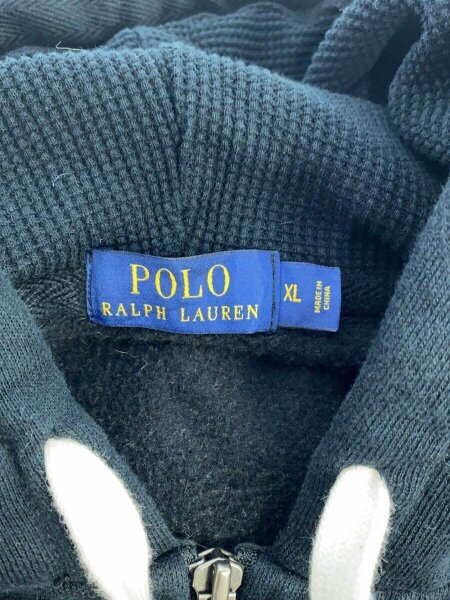 POLO
RALPH LAUREN
XL
MADE IN
CHINA